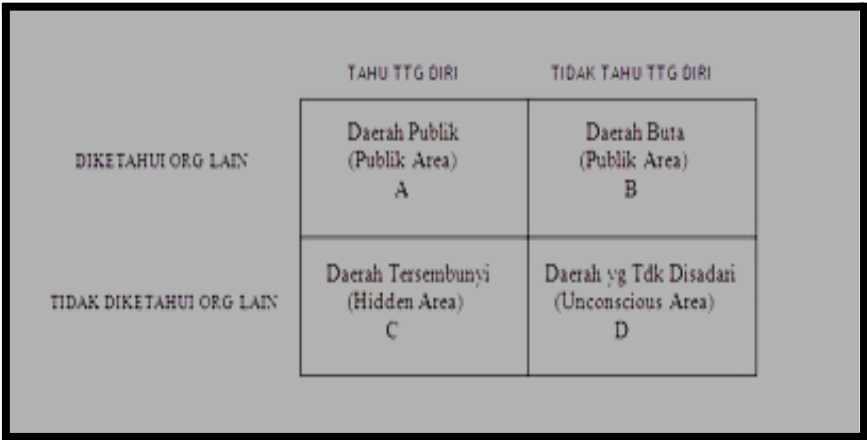 TAHU TTG DIRI
TIDAK TAHU TTG DIRI
DIKETAHUI ORG LAIN
Daerah Publik
(Publik Area)
A
Daerah Buta
(Publik Area)
B
TIDAK DIKETAHUI ORG LAIN
Daerah Tersembunyi
(Hidden Area)
C
Daerah yg Tdk Disadari
(Unconscious Area)
D